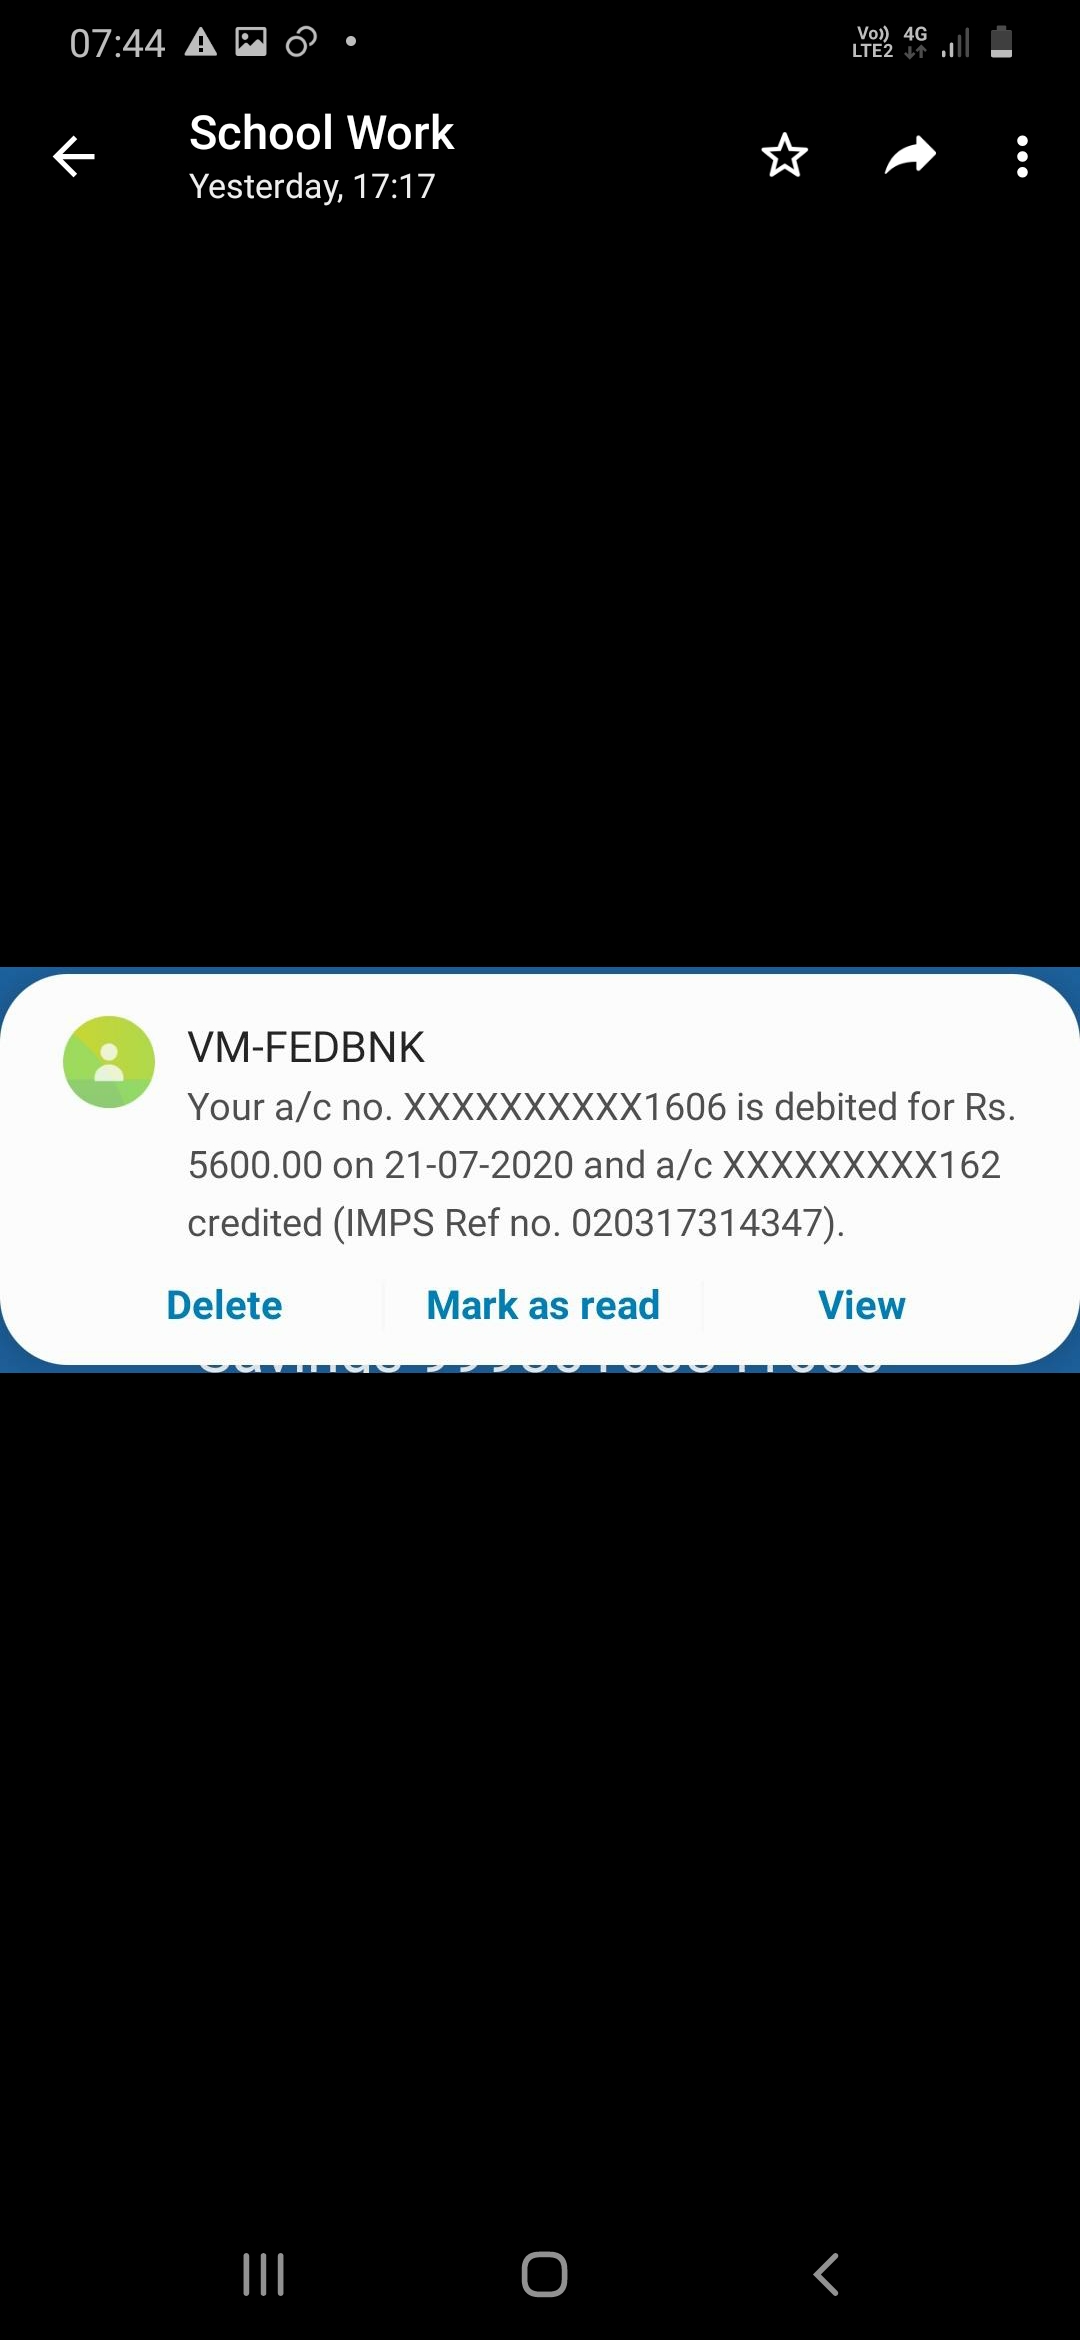 07:44
Vo)) 4G
LTE2
School Work
Yesterday, 17:17
VM-FEDBNK
Your a/c no. XXXXXXXXXX1606 is debited for Rs.
5600.00 on 21-07-2020 and a/c XXXXXXXXX162
credited (IMPS Ref no. 020317314347).
Delete Mark as read View